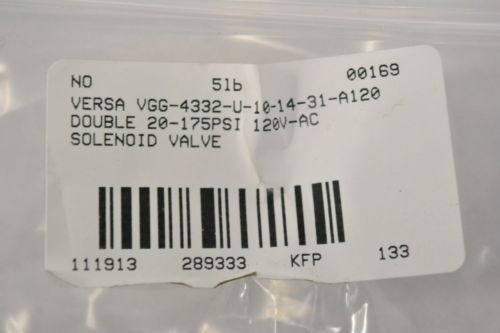 NO 51b 00169
VERSA VGG-4332-U-10-14-31-A120
DOUBLE 20-175PSI 120V-AC
SOLENOID VALVE
111913 289333 KFP 133